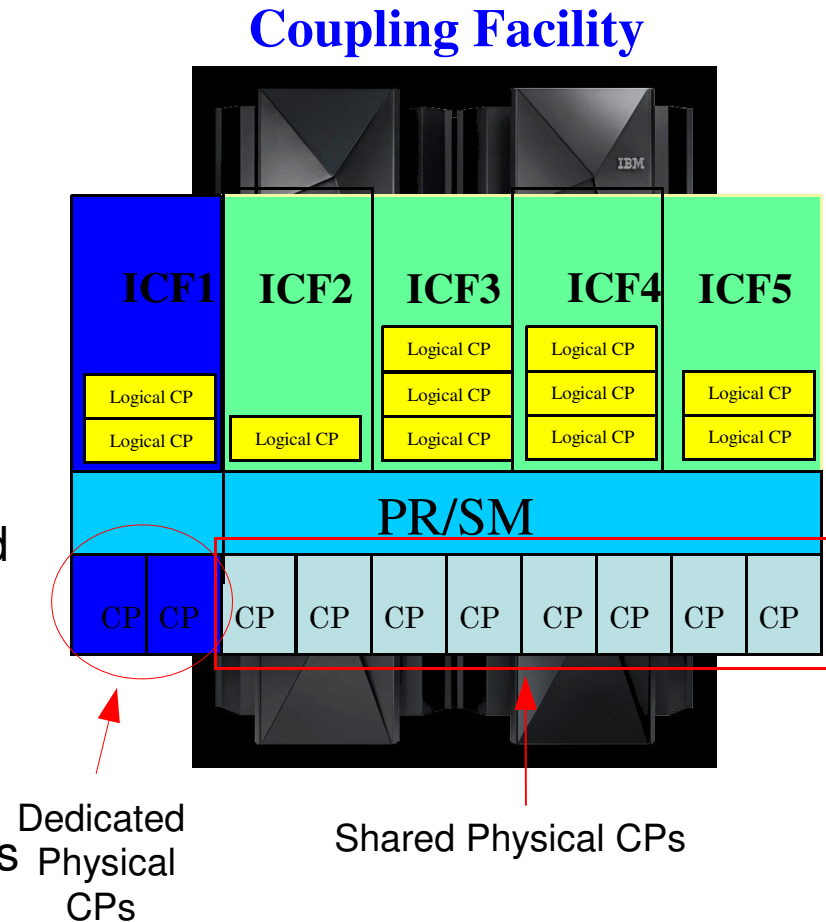 Coupling Facility
IBM
ICF1 ICF2 ICF3 ICF4 ICF5
Logical CP Logical CP
Logical CP Logical CP Logical CP Logical CP
Logical CP Logical CP Logical CP Logical CP Logical CP
PR/SM
d
CP CP CP CP CP CP CP CP CP CP
Dedicated
s Physical
CPs
Shared Physical CPs